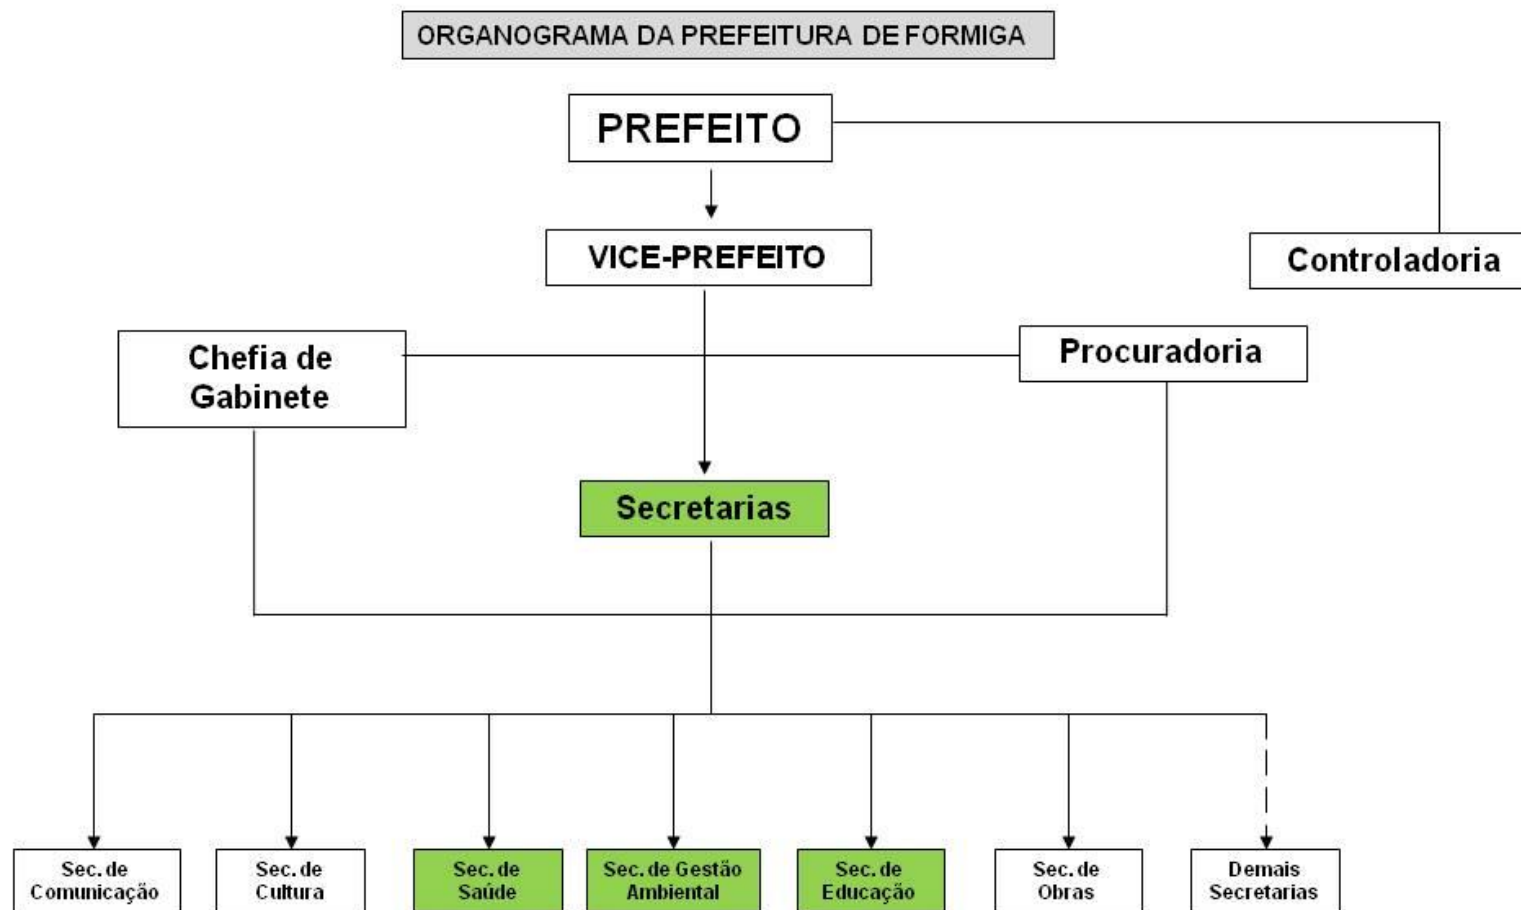 ORGANOGRAMA DA PREFEITURA DE FORMIGA
PREFEITO
VICE-PREFEITO
Controladoria
Chefia de
Gabinete
Procuradoria
Secretarias
Sec. de
Comunicação
Sec. de
Cultura
Sec. de
Saúde
Sec. de Gestão
Ambiental
Sec. de
Educação
Sec. de
Obras
Demais
Secretarias